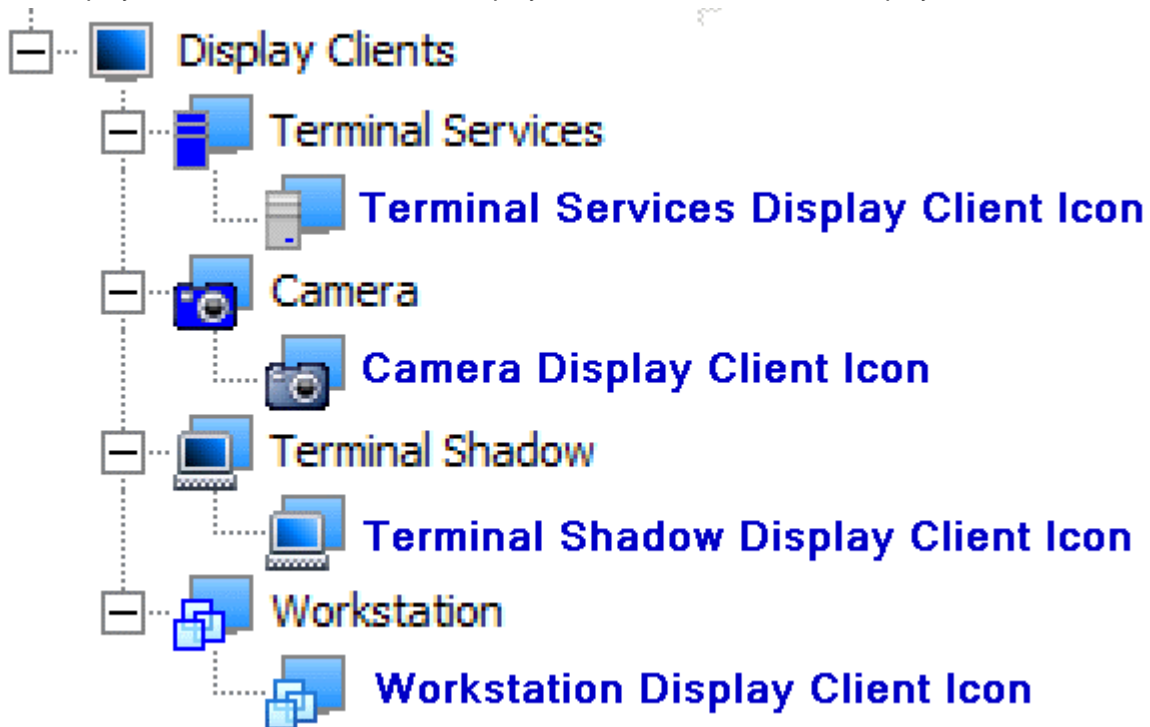 Display Clients
Terminal Services
Terminal Services Display Client Icon
Camera
Camera Display Client Icon
Terminal Shadow
Terminal Shadow Display Client Icon
Workstation
Workstation Display Client Icon